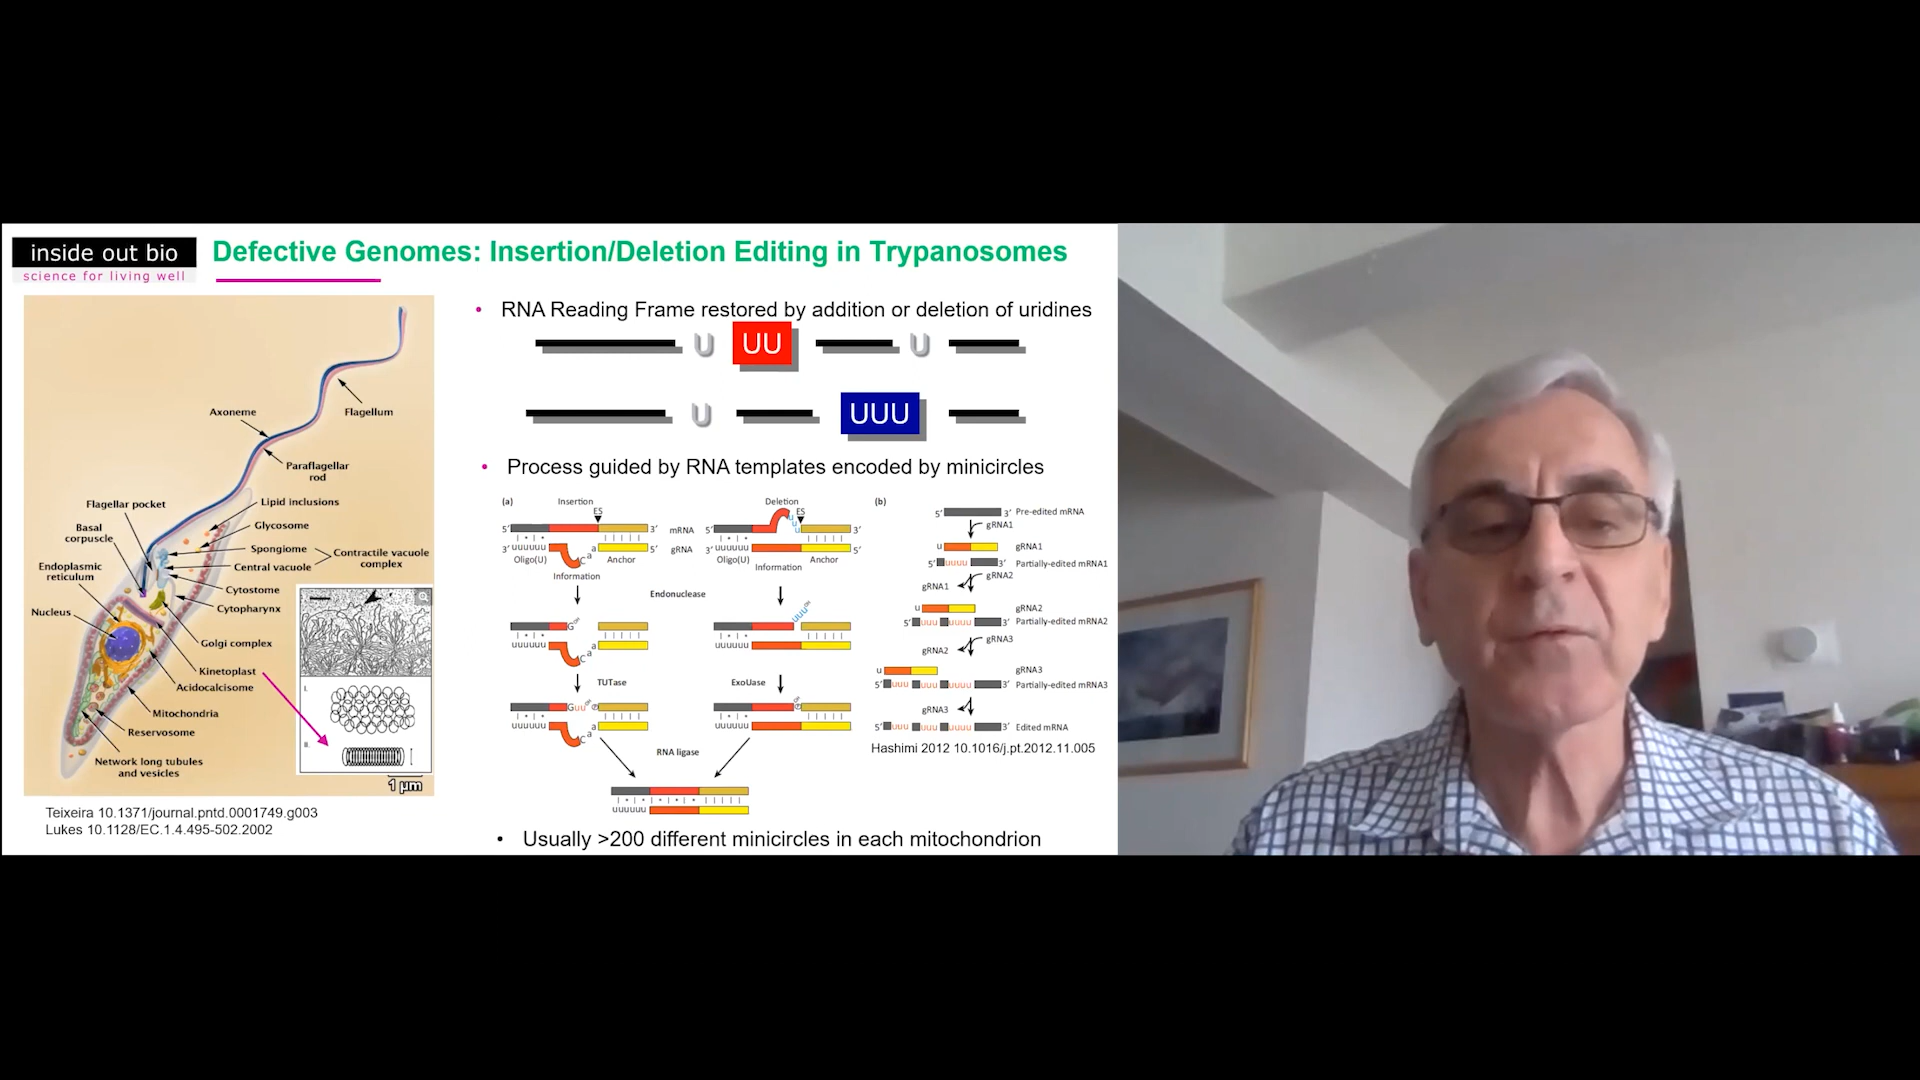 inside out bio
science for living well
Defective Genomes: Insertion/Deletion Editing in Trypanosomes
Axoneme
Flagellum
Paraflagellar
rod
Flagellar pocket
Lipid inclusions
Basal
corpuscle
Glycosome
Spongiome
Central vacuole
Contractile vacuole
complex
Endoplasmic
reticulum
Cytostome
Nucleus
Cytopharynx
Golgi complex
Kinetoplast
Acidocalcisome
Mitochondria
Reservosome
Network long tubules
and vesicles
I.
II.
1 µm
Teixeira 10.1371/journal.pntd.0001749.g003
Lukes 10.1128/EC.1.4.495-502.2002
• RNA Reading Frame restored by addition or deletion of uridines
U UU U
U UUU
• Process guided by RNA templates encoded by minicircles
(a) Insertion Deletion
ES ES
5' 3' mRNA 5' 3'
3' uuuuuu 5' gRNA 3' uuuuuu 5'
Oligo(U) Anchor Oligo(U) Anchor
Information Information
Endonuclease
uuuuuu uuuuuu
TUTase ExoUase
uuuuuu uuuuuu
RNA ligase
uuuuuu
(b)
5' 3' Pre-edited mRNA
gRNA1
u gRNA1
5' uuuu 3' Partially-edited mRNA1
gRNA1 gRNA2
u gRNA2
5' uuu uuuu 3' Partially-edited mRNA2
gRNA2 gRNA3
u gRNA3
5' uuu uuu uuuu 3' Partially-edited mRNA3
gRNA3
5' uuu uuu uuuu 3' Edited mRNA
Hashimi 2012 10.1016/j.pt.2012.11.005
• Usually >200 different minicircles in each mitochondrion